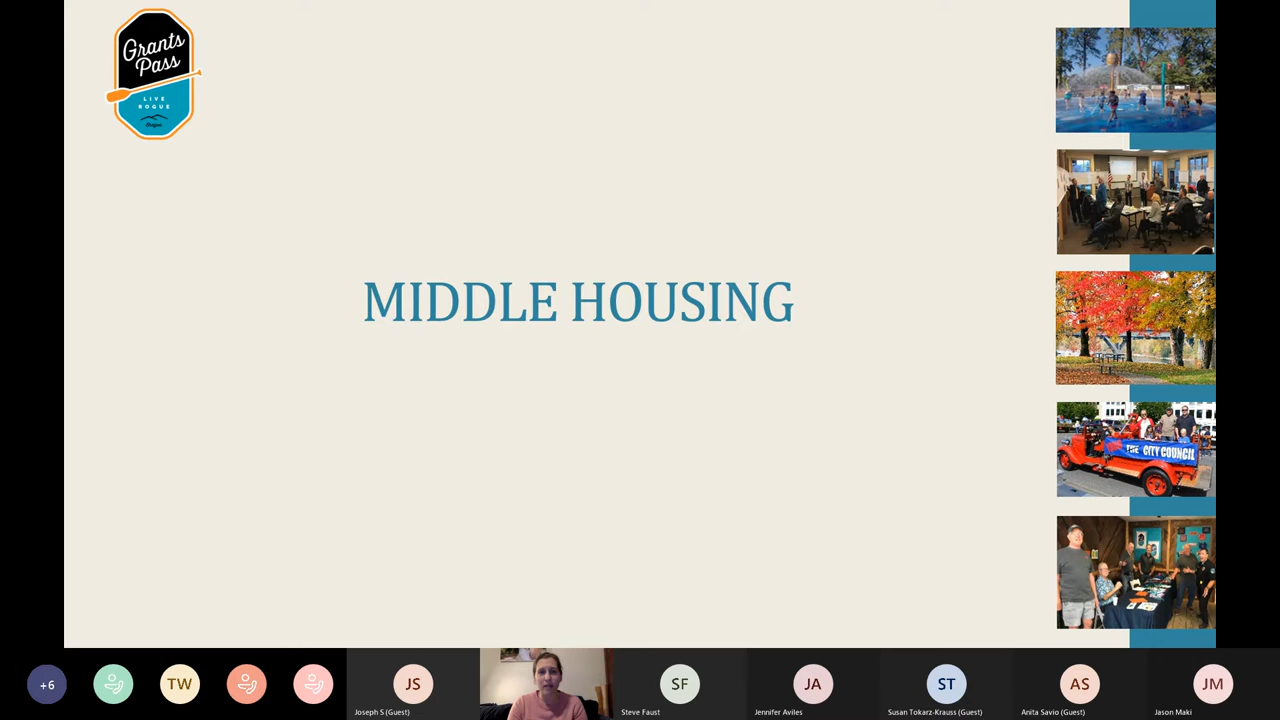 Grants
Pass
LIVE
ROGUE
Oregon
MIDDLE HOUSING
THE CITY COUNCIL
+6
TW
JS
SF
JA
ST
AS
JM
Joseph S (Guest)
Steve Faust
Jennifer Aviles
Susan Tokarz-Krauss (Guest)
Anita Savio (Guest)
Jason Maki